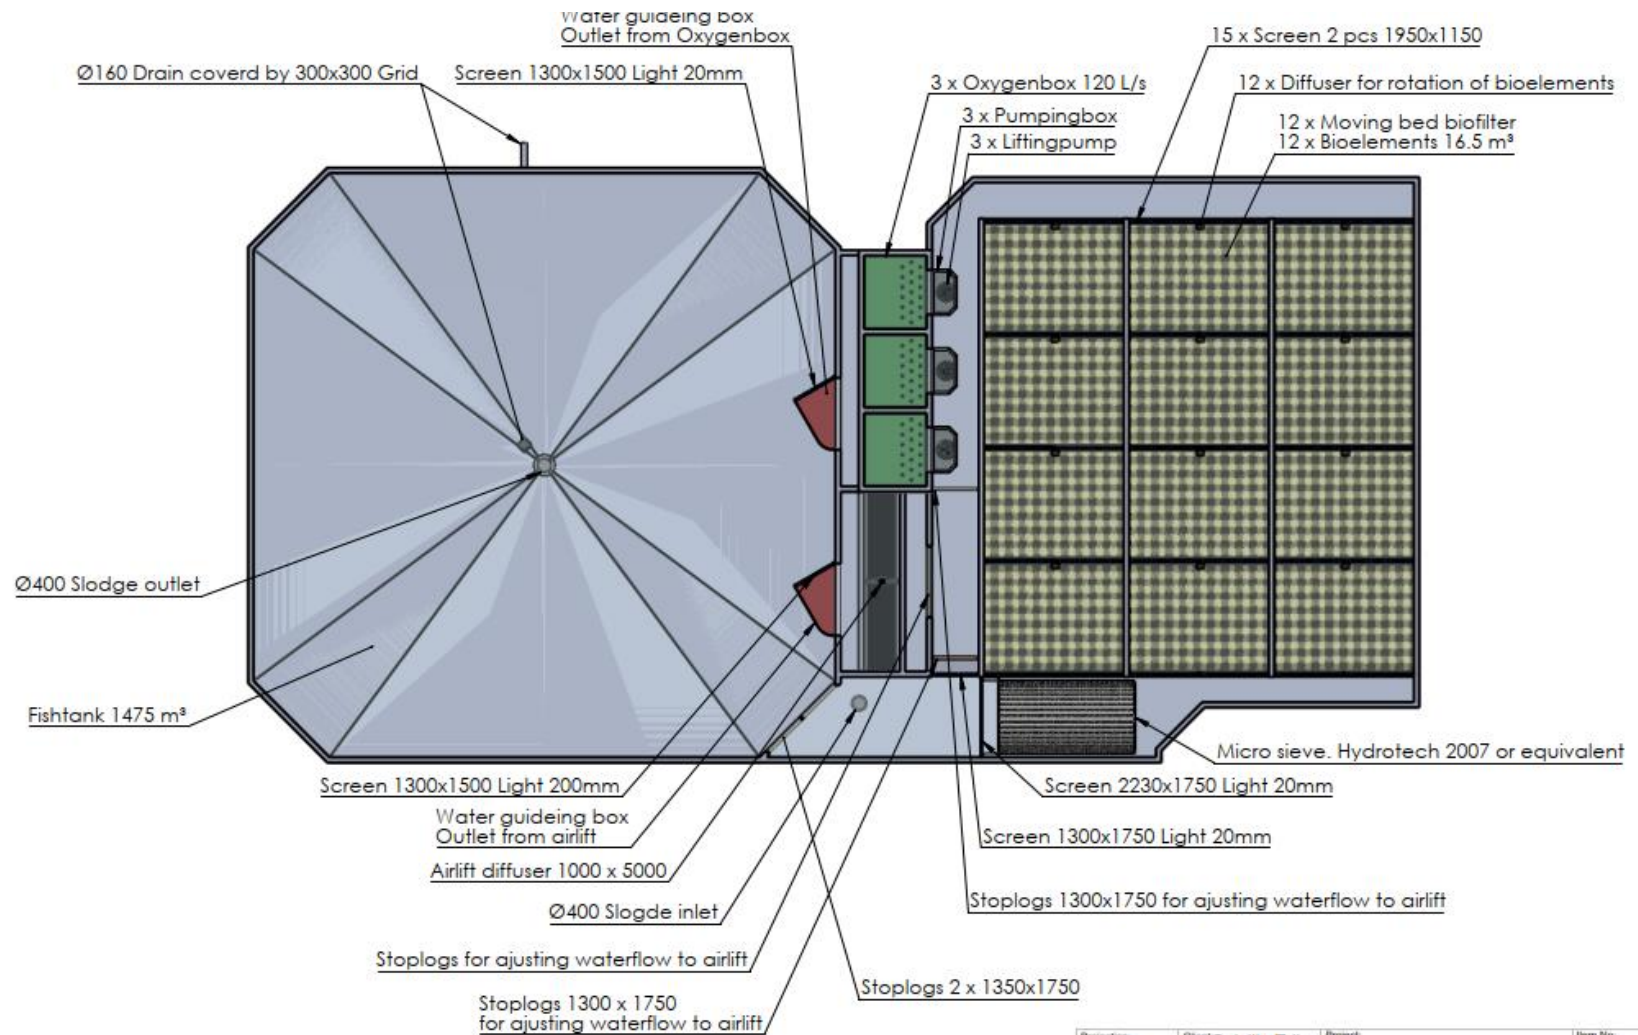 Water guideing box
Outlet from Oxygenbox
15 x Screen 2 pcs 1950x1150
Ø160 Drain coverd by 300x300 Grid
Screen 1300x1500 Light 20mm
3 x Oxygenbox 120 L/s
12 x Diffuser for rotation of bioelements
3 x Pumpingbox
3 x Liftingpump
12 x Moving bed biofilter
12 x Bioelements 16.5 m³
Ø400 Slodge outlet
Fishtank 1475 m³
Micro sieve. Hydrotech 2007 or equivalent
Screen 1300x1500 Light 200mm
Screen 2230x1750 Light 20mm
Water guideing box
Outlet from airlift
Screen 1300x1750 Light 20mm
Airlift diffuser 1000 x 5000
Stoplogs 1300x1750 for ajusting waterflow to airlift
Ø400 Slogde inlet
Stoplogs for ajusting waterflow to airlift
Stoplogs 2 x 1350x1750
Stoplogs 1300 x 1750
for ajusting waterflow to airlift